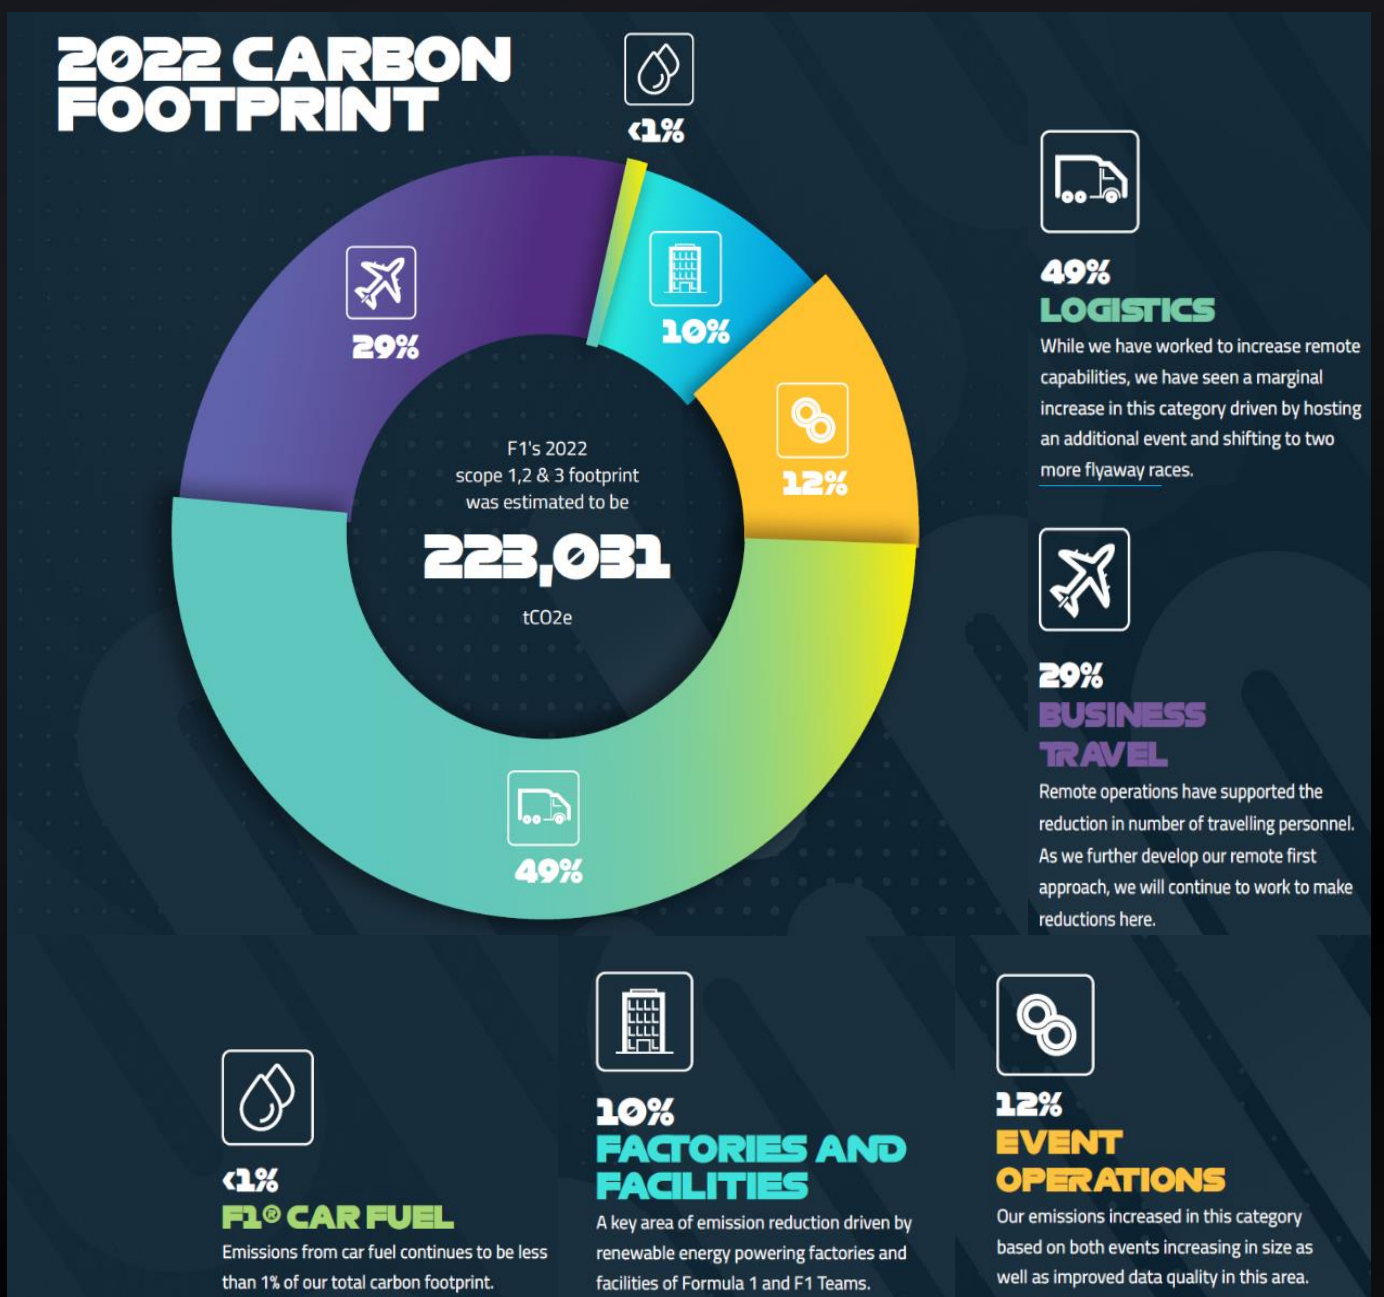 2022 CARBON
FOOTPRINT
<1%
10%
29%
12%
F1's 2022
scope 1,2 & 3 footprint
was estimated to be
223,031
tCO2e
49%
49%
LOGISTICS
While we have worked to increase remote
capabilities, we have seen a marginal
increase in this category driven by hosting
an additional event and shifting to two
more flyaway races.
29%
BUSINESS
TRAVEL
Remote operations have supported the
reduction in number of travelling personnel.
As we further develop our remote first
approach, we will continue to work to make
reductions here.
<1%
F1® CAR FUEL
Emissions from car fuel continues to be less
than 1% of our total carbon footprint.
10%
FACTORIES AND
FACILITIES
A key area of emission reduction driven by
renewable energy powering factories and
facilities of Formula 1 and F1 Teams.
12%
EVENT
OPERATIONS
Our emissions increased in this category
based on both events increasing in size as
well as improved data quality in this area.